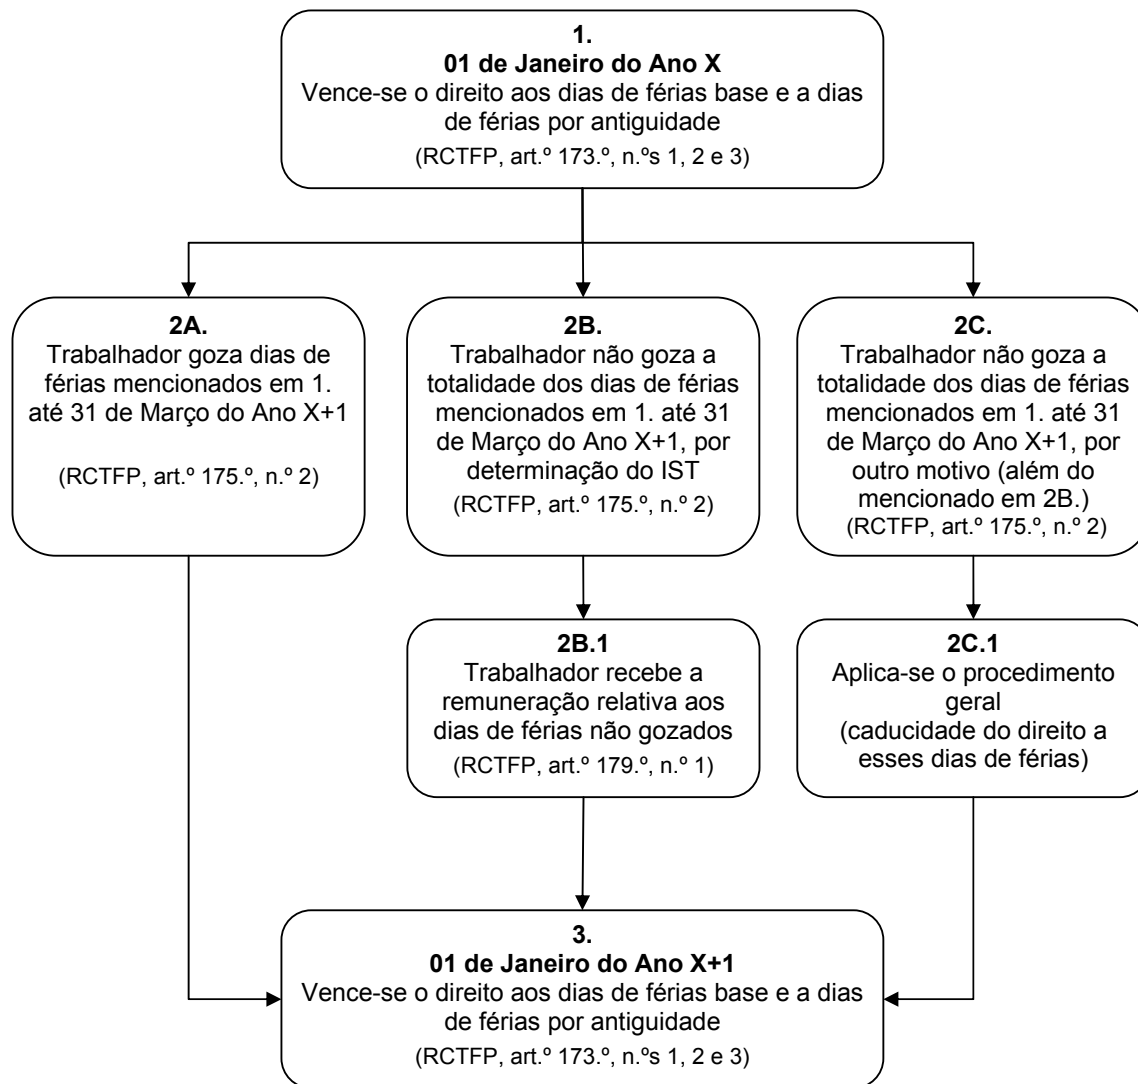 1.
01 de Janeiro do Ano X
Vence-se o direito aos dias de férias base e a dias
de férias por antiguidade
(RCTFP, art.º 173.º, n.ºs 1, 2 e 3)
2A.
Trabalhador goza dias de
férias mencionados em 1.
até 31 de Março do Ano X+1
(RCTFP, art.º 175.º, n.º 2)
2B.
Trabalhador não goza a
totalidade dos dias de férias
mencionados em 1. até 31
de Março do Ano X+1, por
determinação do IST
(RCTFP, art.º 175.º, n.º 2)
2C.
Trabalhador não goza a
totalidade dos dias de férias
mencionados em 1. até 31
de Março do Ano X+1, por
outro motivo (além do
mencionado em 2B.)
(RCTFP, art.º 175.º, n.º 2)
2B.1
Trabalhador recebe a
remuneração relativa aos
dias de férias não gozados
(RCTFP, art.º 179.º, n.º 1)
2C.1
Aplica-se o procedimento
geral
(caducidade do direito a
esses dias de férias)
3.
01 de Janeiro do Ano X+1
Vence-se o direito aos dias de férias base e a dias
de férias por antiguidade
(RCTFP, art.º 173.º, n.ºs 1, 2 e 3)